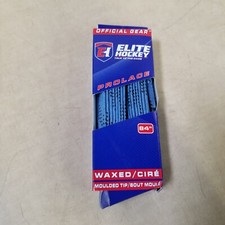 OFFICIAL GEAR
ELITE
HOCKEY
PROLACE
84"
WAXED/CIRÉ
MOULDED TIP/BOUT MOULÉ